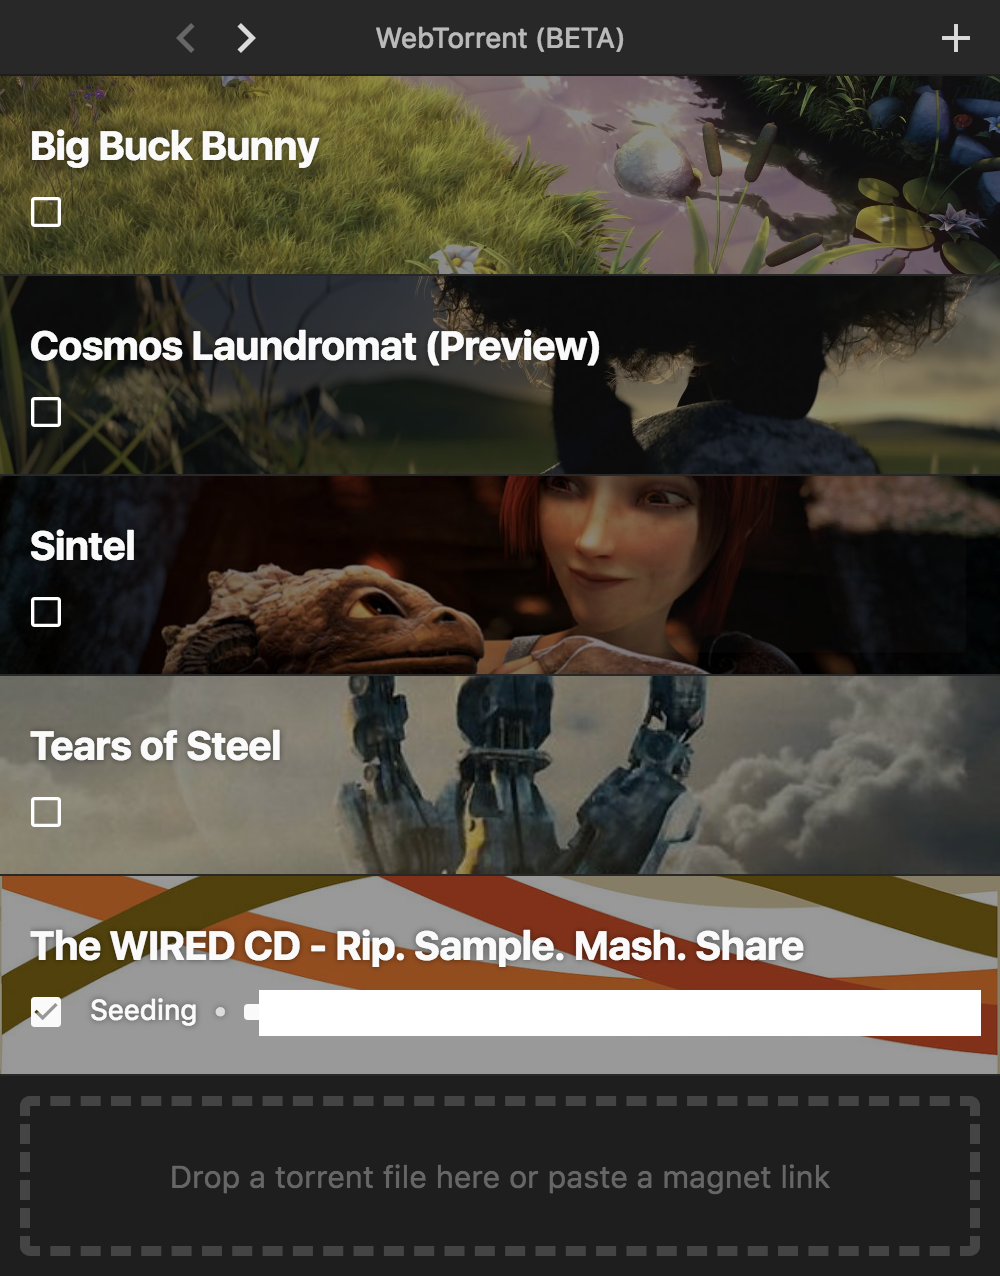 WebTorrent (BETA)
Big Buck Bunny
Cosmos Laundromat (Preview)
Sintel
Tears of Steel
The WIRED CD - Rip. Sample. Mash. Share
Seeding •
Drop a torrent file here or paste a magnet link